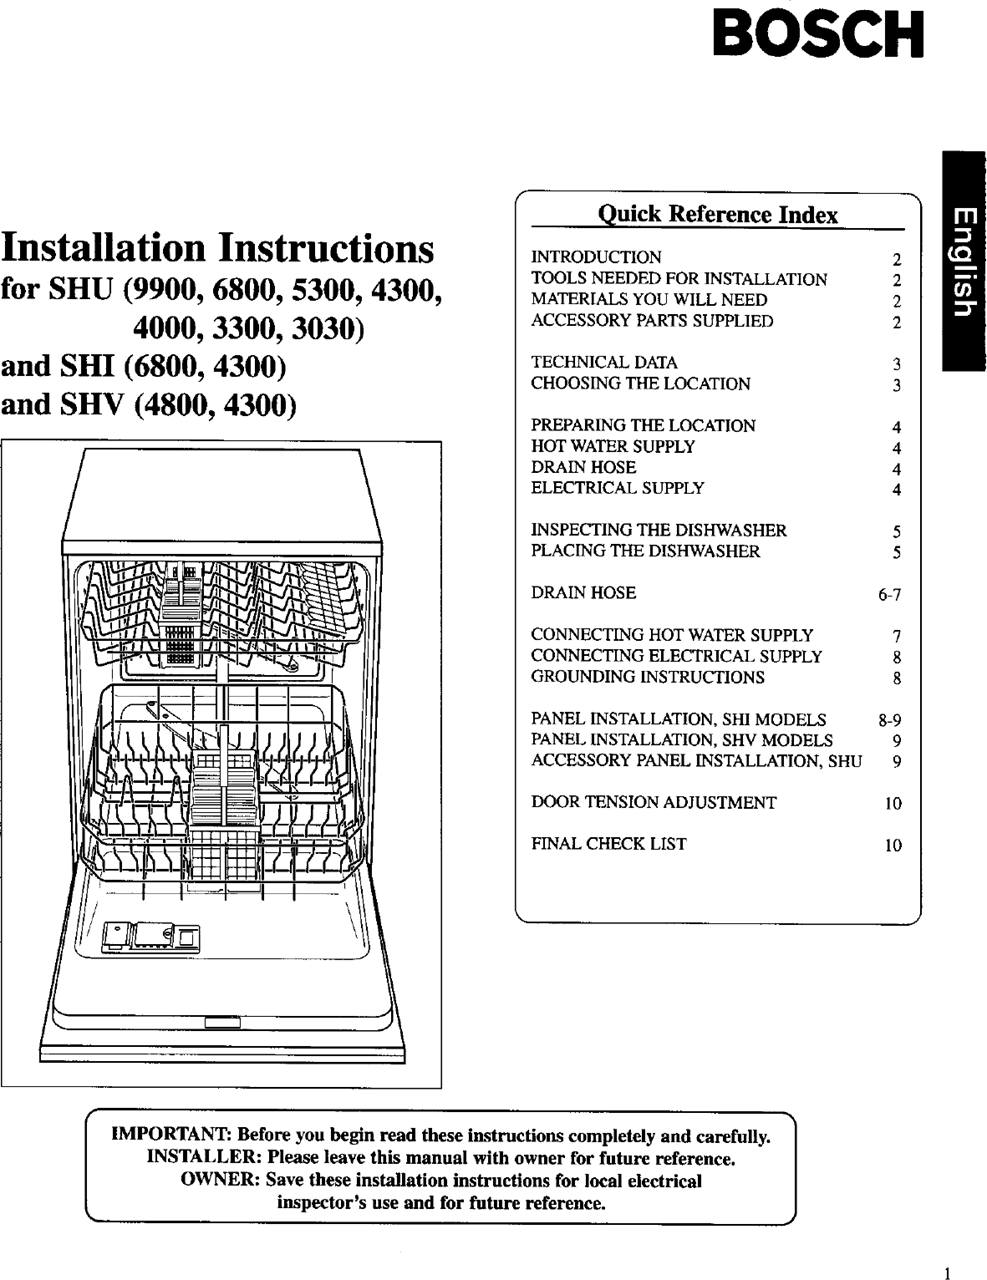 BOSCH
English
Installation Instructions
for SHU (9900, 6800, 5300, 4300,
4000, 3300, 3030)
and SHI (6800, 4300)
and SHV (4800, 4300)
Quick Reference Index
INTRODUCTION 2
TOOLS NEEDED FOR INSTALLATION 2
MATERIALS YOU WILL NEED 2
ACCESSORY PARTS SUPPLIED 2
TECHNICAL DATA 3
CHOOSING THE LOCATION 3
PREPARING THE LOCATION 4
HOT WATER SUPPLY 4
DRAIN HOSE 4
ELECTRICAL SUPPLY 4
INSPECTING THE DISHWASHER 5
PLACING THE DISHWASHER 5
DRAIN HOSE 6-7
CONNECTING HOT WATER SUPPLY 7
CONNECTING ELECTRICAL SUPPLY 8
GROUNDING INSTRUCTIONS 8
PANEL INSTALLATION, SHI MODELS 8-9
PANEL INSTALLATION, SHV MODELS 9
ACCESSORY PANEL INSTALLATION, SHU 9
DOOR TENSION ADJUSTMENT 10
FINAL CHECK LIST 10
IMPORTANT: Before you begin read these instructions completely and carefully.
INSTALLER: Please leave this manual with owner for future reference.
OWNER: Save these installation instructions for local electrical
inspector's use and for future reference.
1